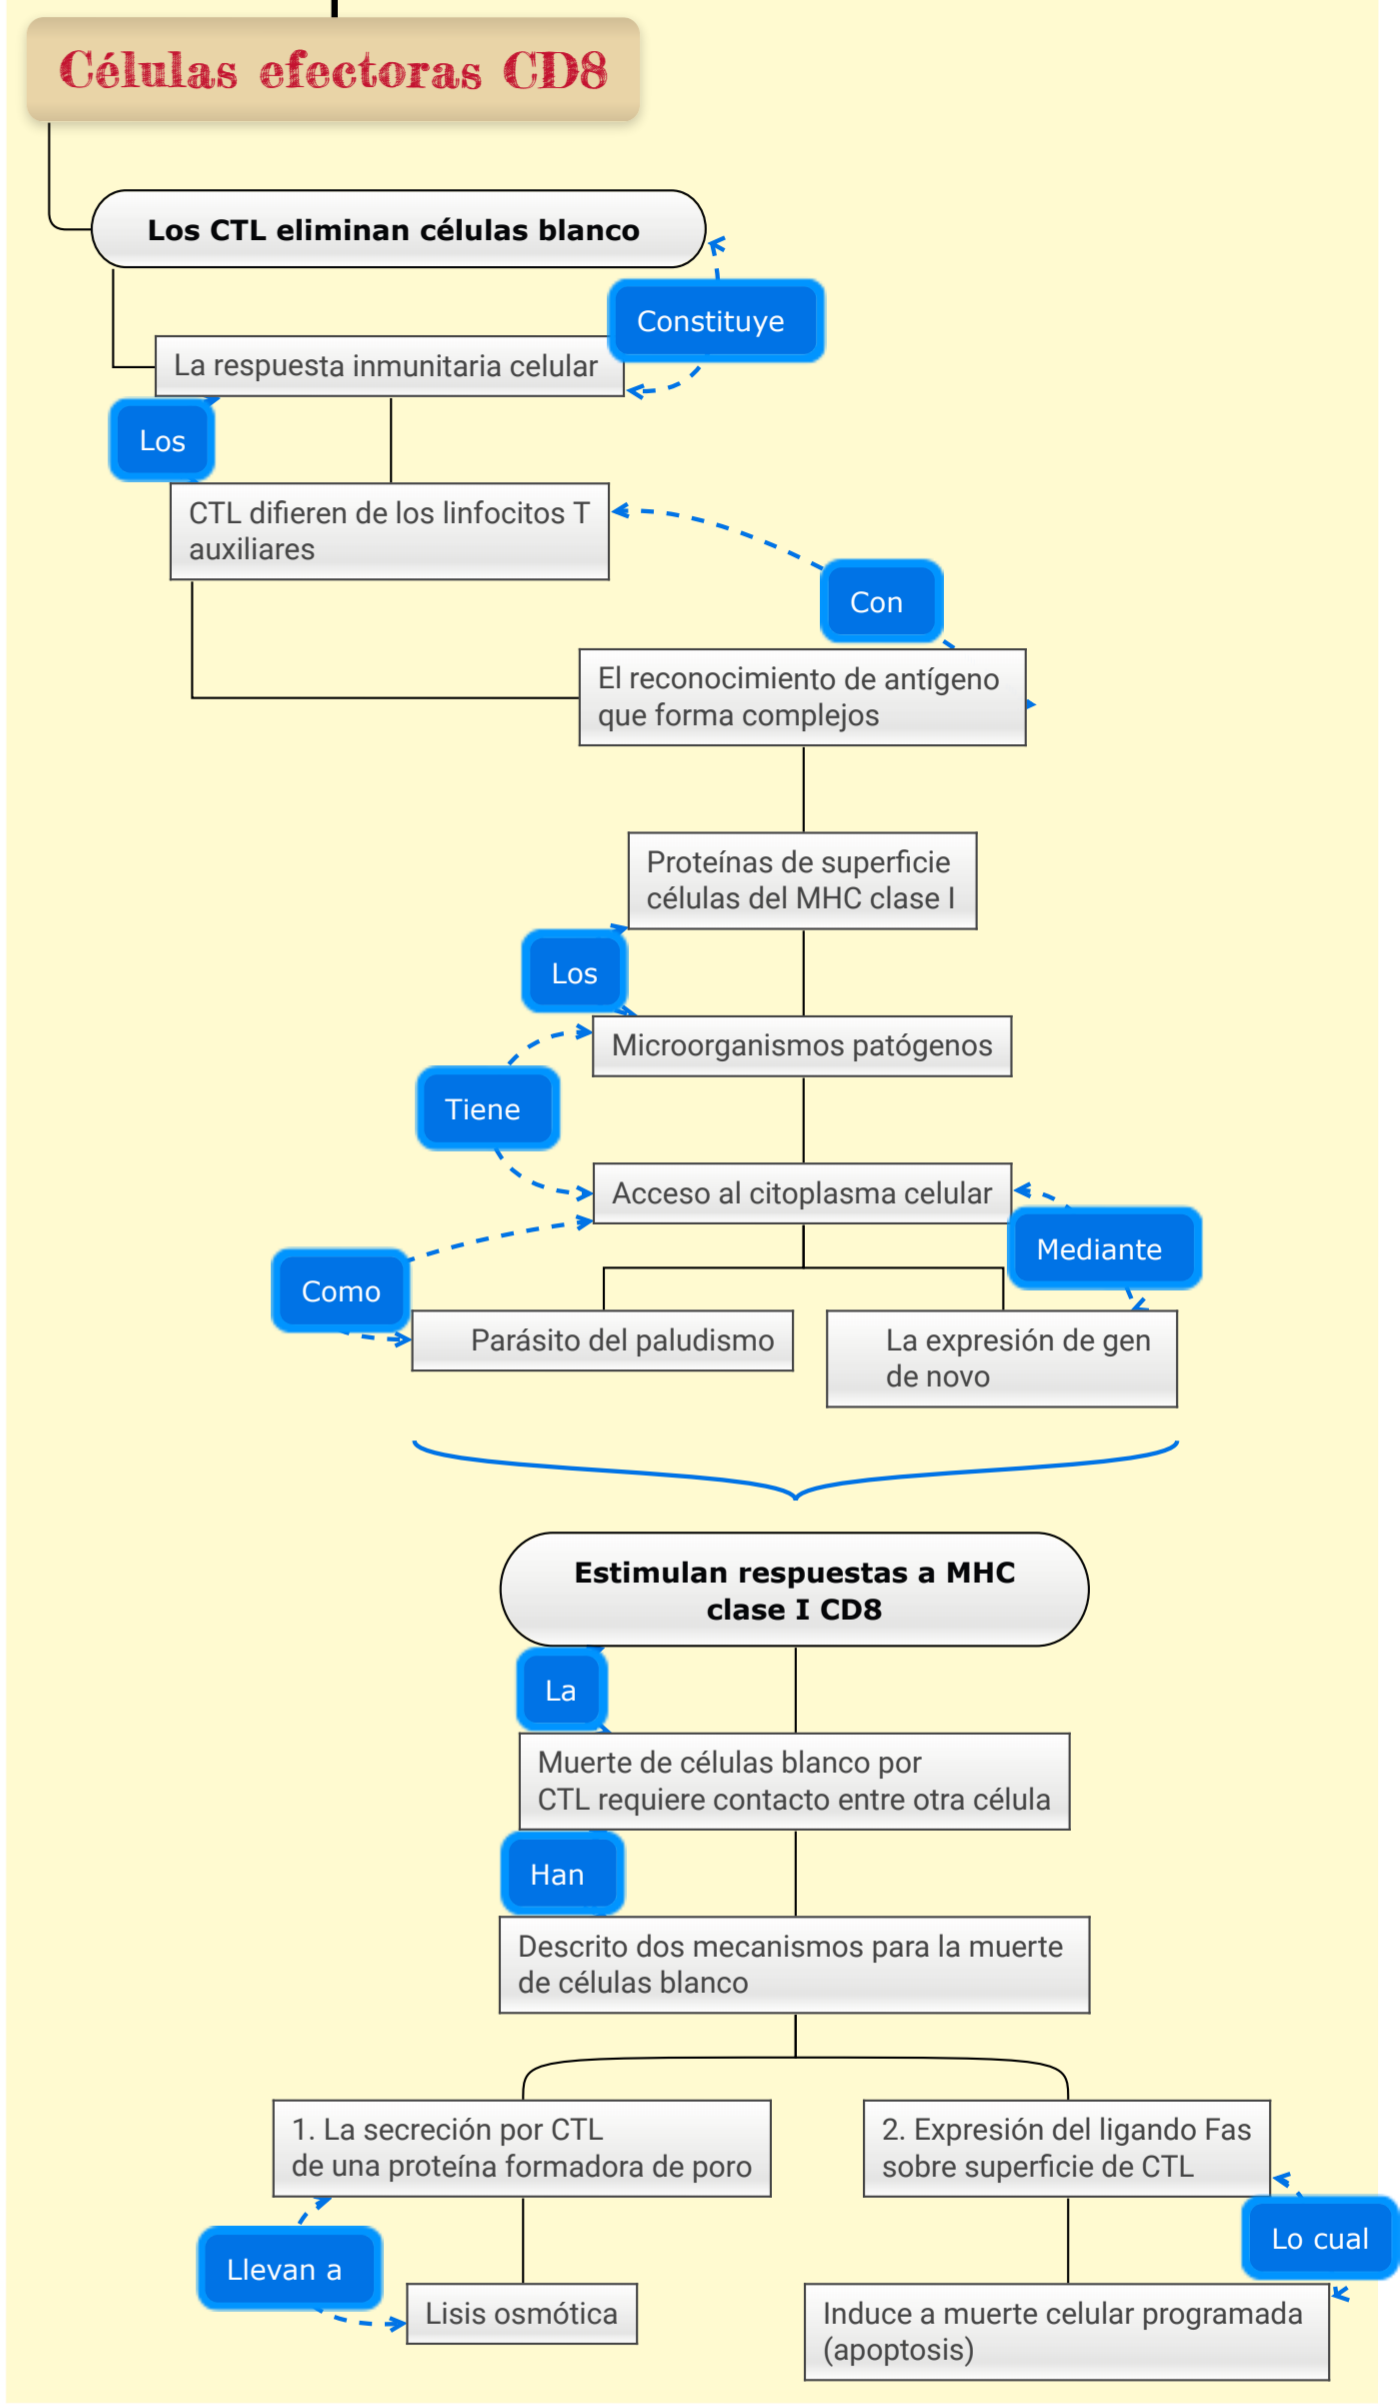 Células efectoras CD8
Los CTL eliminan células blanco
Constituye
La respuesta inmunitaria celular
Los
CTL difieren de los linfocitos T
auxiliares
Con
El reconocimiento de antígeno
que forma complejos
Proteínas de superficie
células del MHC clase I
Los
Microorganismos patógenos
Tiene
Acceso al citoplasma celular
Mediante
Como
Parásito del paludismo
La expresión de gen
de novo
Estimulan respuestas a MHC
clase I CD8
La
Muerte de células blanco por
CTL requiere contacto entre otra célula
Han
Descrito dos mecanismos para la muerte
de células blanco
1. La secreción por CTL
de una proteína formadora de poro
2. Expresión del ligando Fas
sobre superficie de CTL
Lo cual
Llevan a
Lisis osmótica
Induce a muerte celular programada
(apoptosis)